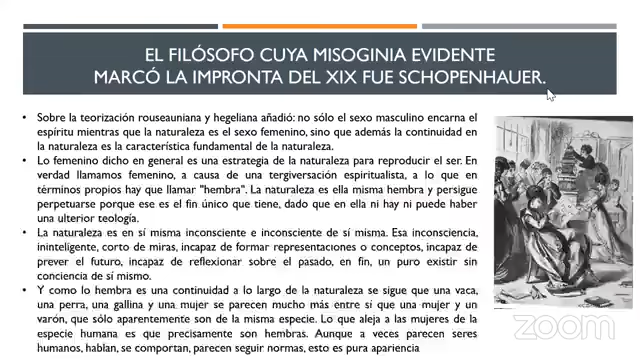 EL FILÓSOFO CUYA MISOGINIA EVIDENTE
MARCÓ LA IMPRONTA DEL XIX FUE SCHOPENHAUER.
• Sobre la teorización rouseauniana y hegeliana añadió: no sólo el sexo masculino encarna el
espíritu mientras que la naturaleza es el sexo femenino, sino que además la continuidad en
la naturaleza es la característica fundamental de la naturaleza.
• Lo femenino dicho en general es una estrategia de la naturaleza para reproducir el ser. En
verdad llamamos femenino, a causa de una tergiversación espiritualista, a lo que en
términos propios hay que llamar "hembra". La naturaleza es ella misma hembra y persigue
perpetuarse porque ese es el fin único que tiene, dado que en ella ni hay ni puede haber
una ulterior teología.
• La naturaleza es en sí misma inconsciente e inconsciente de sí misma. Esa inconsciencia,
ininteligente, corto de miras, incapaz de formar representaciones o conceptos, incapaz de
prever el futuro, incapaz de reflexionar sobre el pasado, en fin, un puro existir sin
conciencia de sí mismo.
• Y como lo hembra es una continuidad a lo largo de la naturaleza se sigue que una vaca,
una perra, una gallina y una mujer se parecen mucho más entre sí que una mujer y un
varón, que sólo aparentemente son de la misma especie. Lo que aleja a las mujeres de la
especie humana es que precisamente son hembras. Aunque a veces parecen seres
humanos, hablan, se comportan, parecen seguir normas, esto es pura apariencia
zoom